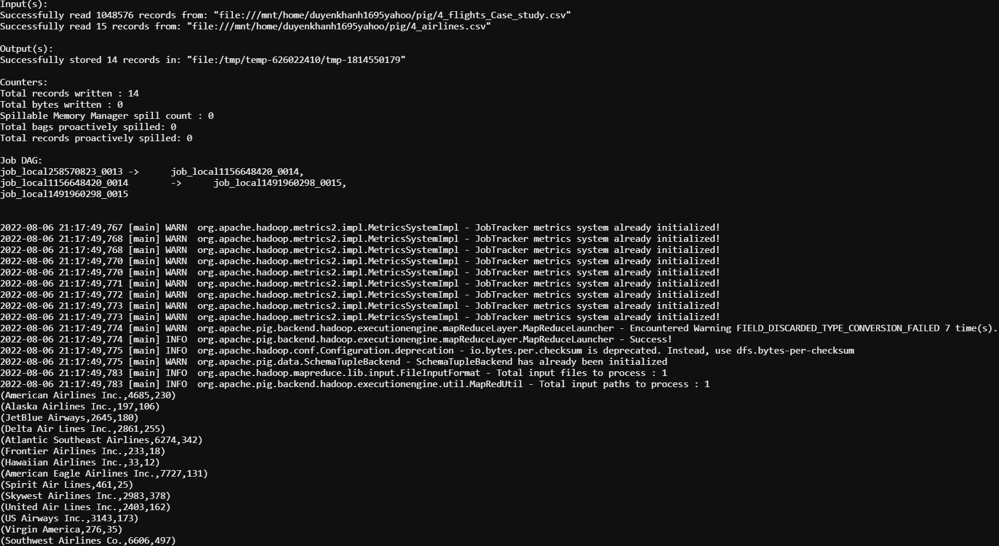 Input(s):
Successfully read 1048576 records from: "file:///mnt/home/duyenkhanh1695yahoo/pig/4_flights_Case_study.csv"
Successfully read 15 records from: "file:///mnt/home/duyenkhanh1695yahoo/pig/4_airlines.csv"

Output(s):
Successfully stored 14 records in: "file:/tmp/temp-626022410/tmp-1814550179"

Counters:
Total records written : 14
Total bytes written : 0
Spillable Memory Manager spill count : 0
Total bags proactively spilled: 0
Total records proactively spilled: 0

Job DAG:
job_local258570823_0013 ->      job_local1156648420_0014,
job_local1156648420_0014        ->      job_local1491960298_0015,
job_local1491960298_0015


2022-08-06 21:17:49,767 [main] WARN  org.apache.hadoop.metrics2.impl.MetricsSystemImpl - JobTracker metrics system already initialized!
2022-08-06 21:17:49,768 [main] WARN  org.apache.hadoop.metrics2.impl.MetricsSystemImpl - JobTracker metrics system already initialized!
2022-08-06 21:17:49,768 [main] WARN  org.apache.hadoop.metrics2.impl.MetricsSystemImpl - JobTracker metrics system already initialized!
2022-08-06 21:17:49,770 [main] WARN  org.apache.hadoop.metrics2.impl.MetricsSystemImpl - JobTracker metrics system already initialized!
2022-08-06 21:17:49,770 [main] WARN  org.apache.hadoop.metrics2.impl.MetricsSystemImpl - JobTracker metrics system already initialized!
2022-08-06 21:17:49,771 [main] WARN  org.apache.hadoop.metrics2.impl.MetricsSystemImpl - JobTracker metrics system already initialized!
2022-08-06 21:17:49,772 [main] WARN  org.apache.hadoop.metrics2.impl.MetricsSystemImpl - JobTracker metrics system already initialized!
2022-08-06 21:17:49,773 [main] WARN  org.apache.hadoop.metrics2.impl.MetricsSystemImpl - JobTracker metrics system already initialized!
2022-08-06 21:17:49,773 [main] WARN  org.apache.hadoop.metrics2.impl.MetricsSystemImpl - JobTracker metrics system already initialized!
2022-08-06 21:17:49,774 [main] WARN  org.apache.pig.backend.hadoop.executionengine.mapReduceLayer.MapReduceLauncher - Encountered Warning FIELD_DISCARDED_TYPE_CONVERSION_FAILED 7 time(s).
2022-08-06 21:17:49,774 [main] INFO  org.apache.pig.backend.hadoop.executionengine.mapReduceLayer.MapReduceLauncher - Success!
2022-08-06 21:17:49,775 [main] INFO  org.apache.hadoop.conf.Configuration.deprecation - io.bytes.per.checksum is deprecated. Instead, use dfs.bytes-per-checksum
2022-08-06 21:17:49,775 [main] WARN  org.apache.pig.data.SchemaTupleBackend - SchemaTupleBackend has already been initialized
2022-08-06 21:17:49,783 [main] INFO  org.apache.hadoop.mapreduce.lib.input.FileInputFormat - Total input files to process : 1
2022-08-06 21:17:49,783 [main] INFO  org.apache.pig.backend.hadoop.executionengine.util.MapRedUtil - Total input paths to process : 1
(American Airlines Inc.,4685,230)
(Alaska Airlines Inc.,197,106)
(JetBlue Airways,2645,180)
(Delta Air Lines Inc.,2861,255)
(Atlantic Southeast Airlines,6274,342)
(Frontier Airlines Inc.,233,18)
(Hawaiian Airlines Inc.,33,12)
(American Eagle Airlines Inc.,7727,131)
(Spirit Air Lines,461,25)
(Skywest Airlines Inc.,2983,378)
(United Air Lines Inc.,2403,162)
(US Airways Inc.,3143,173)
(Virgin America,276,35)
(Southwest Airlines Co.,6606,497)